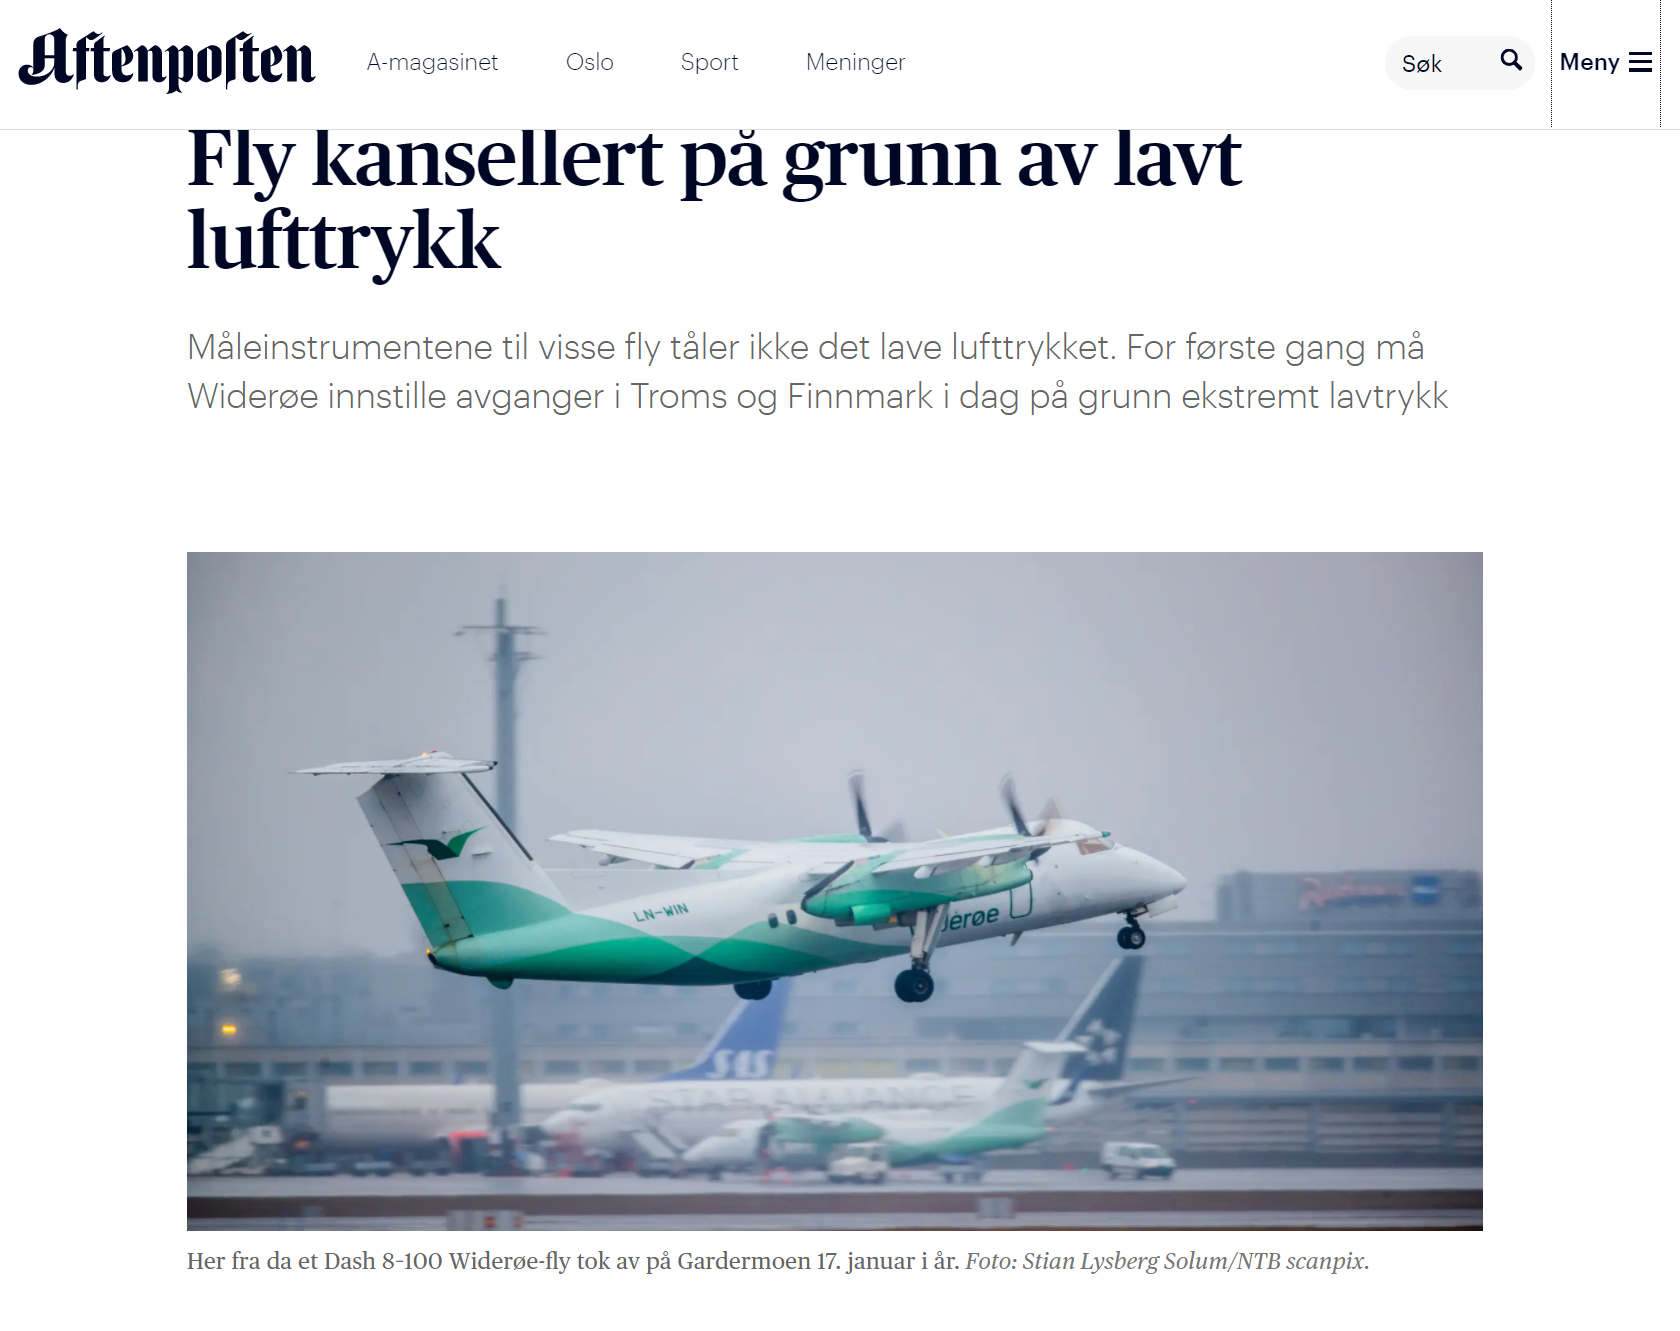 Aftenposten
A-magasinet
Oslo
Sport
Meninger
Søk
Meny
Fly kansellert på grunn av lavt
lufttrykk
Måleinstrumentene til visse fly tåler ikke det lave lufttrykket. For første gang må
Widerøe innstille avganger i Troms og Finnmark i dag på grunn ekstremt lavtrykk
LN-WIN
derøe
SAS
STAR ALLIANCE
Her fra da et Dash 8-100 Widerøe-fly tok av på Gardermoen 17. januar i år. Foto: Stian Lysberg Solum/NTB scanpix.